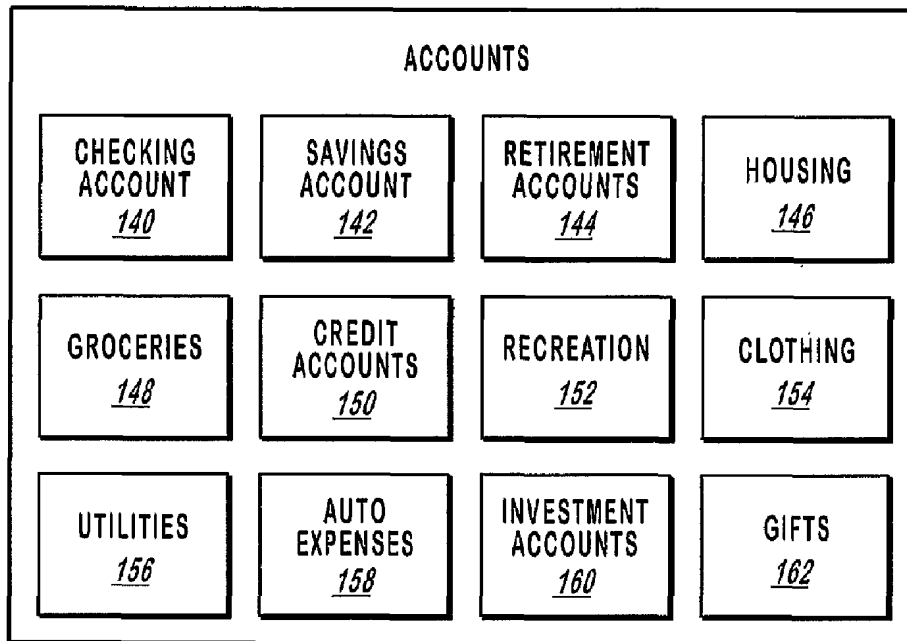 ACCOUNTS
CHECKING
ACCOUNT
140
SAVINGS
ACCOUNT
142
RETIREMENT
ACCOUNTS
144
HOUSING
146
GROCERIES
148
CREDIT
ACCOUNTS
150
RECREATION
152
CLOTHING
154
UTILITIES
156
AUTO
EXPENSES
158
INVESTMENT
ACCOUNTS
160
GIFTS
162